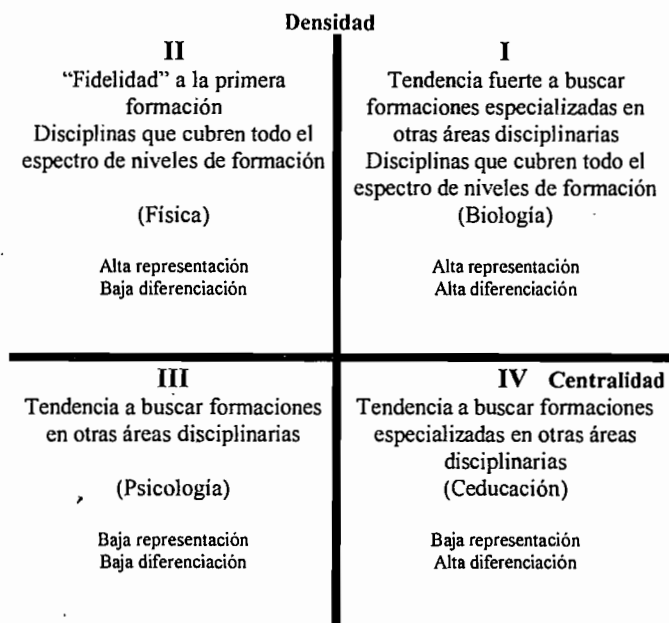 Densidad
II
“Fidelidad” a la primera
formación
Disciplinas que cubren todo el
espectro de niveles de formación
(Física)
Alta representación
Baja diferenciación
I
Tendencia fuerte a buscar
formaciones especializadas en
otras áreas disciplinarias
Disciplinas que cubren todo el
espectro de niveles de formación
(Biología)
Alta representación
Alta diferenciación
III
Tendencia a buscar formaciones
en otras áreas disciplinarias
(Psicología)
Baja representación
Baja diferenciación
IV Centralidad
Tendencia a buscar formaciones
especializadas en otras áreas
disciplinarias
(Ceducación)
Baja representación
Alta diferenciación